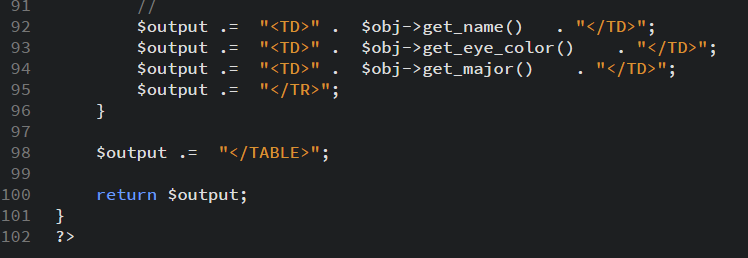 91             //
92             $output .=  "<TD>" .  $obj->get_name()   . "</TD>";
93             $output .=  "<TD>" .  $obj->get_eye_color()    . "</TD>";
94             $output .=  "<TD>" .  $obj->get_major()    . "</TD>";
95             $output .=  "</TR>";
96         }
97
98         $output .=  "</TABLE>";
99
100         return $output;
101     }
102     ?>